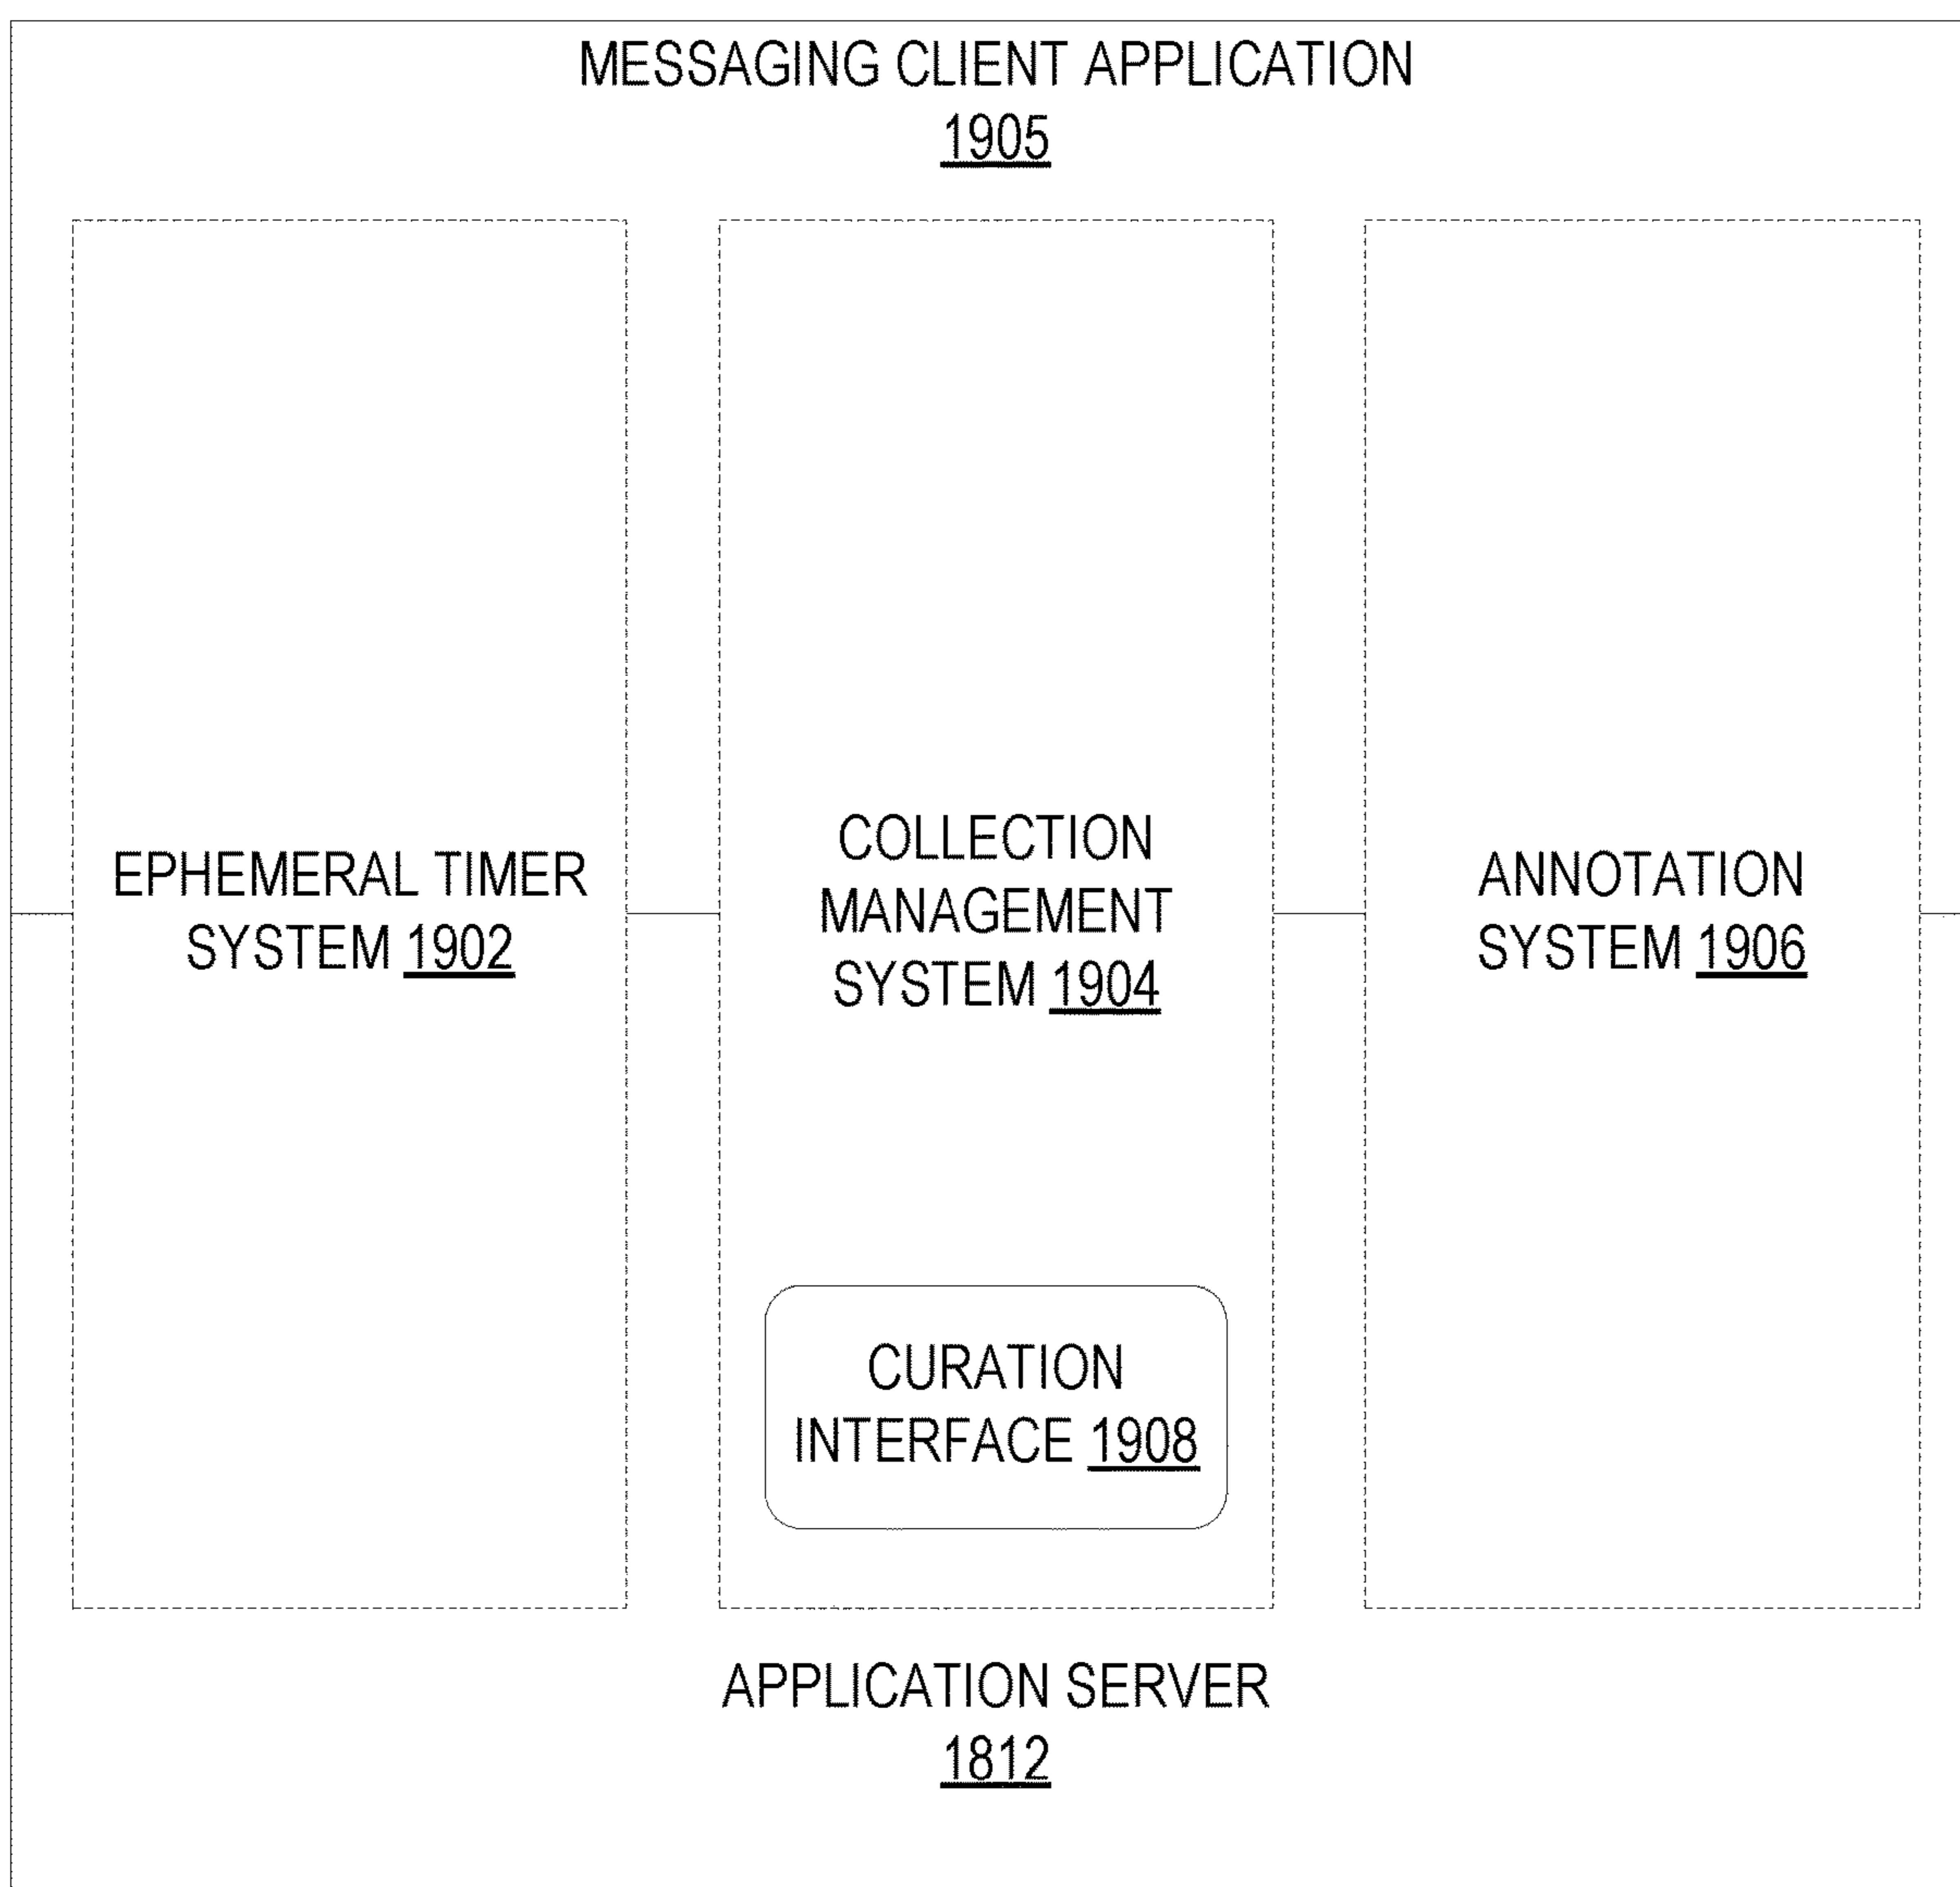 MESSAGING CLIENT APPLICATION
1905
EPHEMERAL TIMER
SYSTEM 1902
COLLECTION
MANAGEMENT
SYSTEM 1904
ANNOTATION
SYSTEM 1906
CURATION
INTERFACE 1908
APPLICATION SERVER
1812